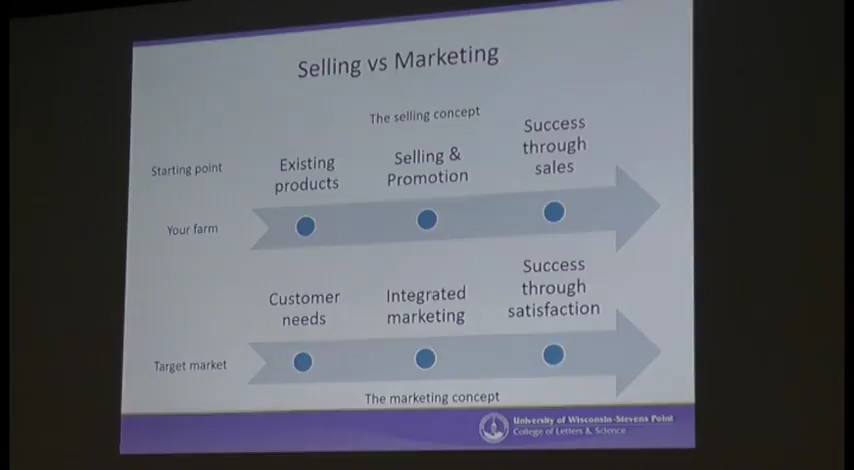 Selling vs Marketing
The selling concept
Starting point
Existing
products
Selling &
Promotion
Success
through
sales
Your farm
Customer
needs
Integrated
marketing
Success
through
satisfaction
Target market
The marketing concept
University of Wisconsin-Stevens Point
College of Letters & Science